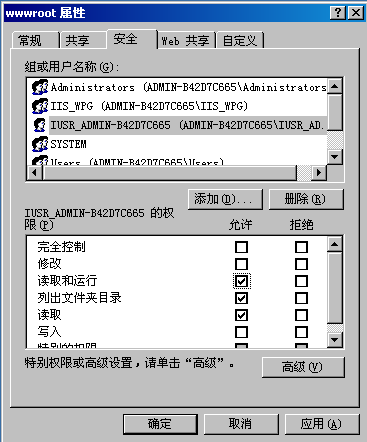 wwwroot 属性
常规 共享 安全 Web 共享 自定义
组或用户名称(G):
Administrators (ADMIN-B42D7C665\Administrators
IIS_WPG (ADMIN-B42D7C665\IIS_WPG)
IUSR_ADMIN-B42D7C665 (ADMIN-B42D7C665\IUSR_AD.
SYSTEM
Users (ADMIN-B42D7C665\Users)
添加(D)... 删除(R)
IUSR_ADMIN-B42D7C665 的权
限(P) 允许 拒绝
完全控制
修改
读取和运行
列出文件夹目录
读取
写入
特别的权限
特别权限或高级设置，请单击“高级”。
高级(V)
确定 取消 应用(A)